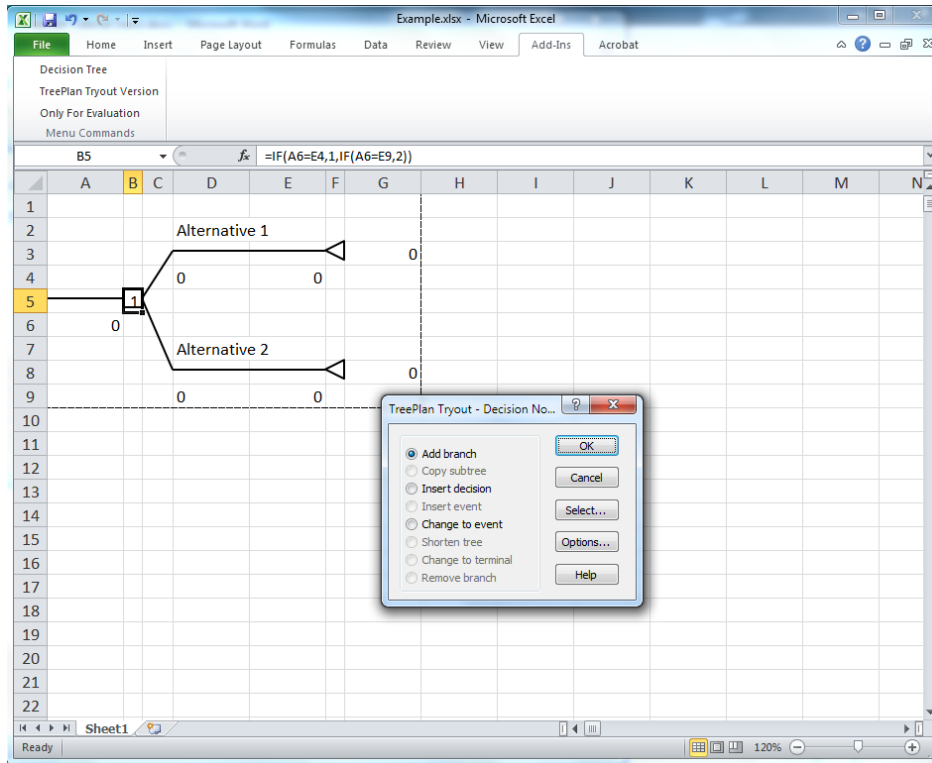 Example.xlsx - Microsoft Excel
File Home Insert Page Layout Formulas Data Review View Add-Ins Acrobat
Decision Tree
TreePlan Tryout Version
Only For Evaluation
Menu Commands
B5 fx =IF(A6=E4,1,IF(A6=E9,2))
A B C D E F G H I J K L M N
1
2 Alternative 1
3 0
4 0 0
5 1
6 0
7 Alternative 2
8 0
9 0 0
10
11
12
13
14
15
16
17
18
19
20
21
22
TreePlan Tryout - Decision No...
Add branch
Copy subtree
Insert decision
Insert event
Change to event
Shorten tree
Change to terminal
Remove branch
OK
Cancel
Select...
Options...
Help
Sheet1
Ready 120%